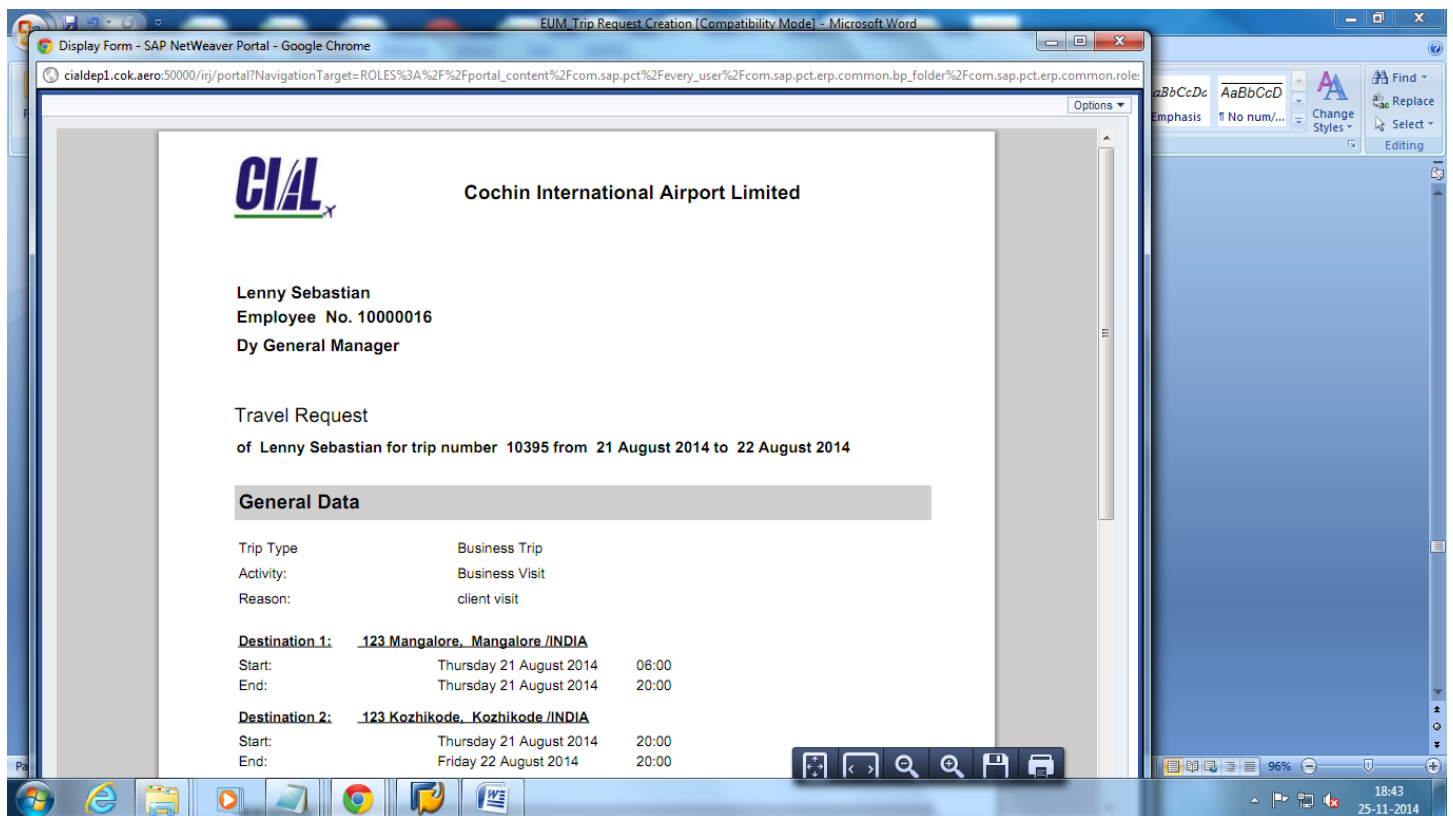 EUM_Trip Request Creation [Compatibility Mode] - Microsoft Word
Display Form - SAP NetWeaver Portal - Google Chrome
cialdep1.cok.aero:50000/irj/portal?NavigationTarget=ROLES%3A%2F%2Fportal_content%2Fcom.sap.pct%2Fevery_user%2Fcom.sap.pct.erp.common.bp_folder%2Fcom.sap.pct.erp.common.role
Options
aBbCcDc AaBbCcD
Emphasis ¶ No num/...
Change Styles
Find
Replace
Select
Editing
CIAL
Cochin International Airport Limited
Lenny Sebastian
Employee No. 10000016
Dy General Manager
Travel Request
of Lenny Sebastian for trip number 10395 from 21 August 2014 to 22 August 2014
General Data
Trip Type Business Trip
Activity: Business Visit
Reason: client visit
Destination 1: 123 Mangalore, Mangalore /INDIA
Start: Thursday 21 August 2014 06:00
End: Thursday 21 August 2014 20:00
Destination 2: 123 Kozhikode, Kozhikode /INDIA
Start: Thursday 21 August 2014 20:00
End: Friday 22 August 2014 20:00
Pa
96%
18:43
25-11-2014